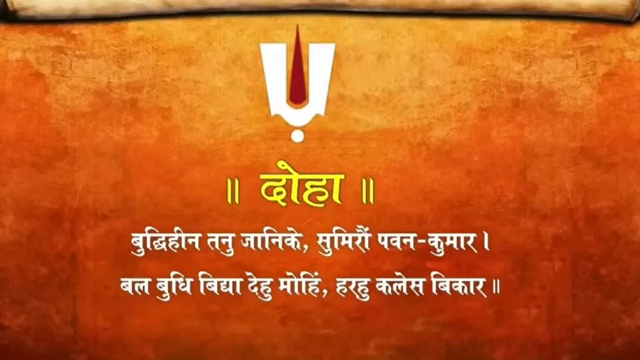 ॥ दोहा ॥
बुद्धिहीन तनु जानिके, सुमिरौं पवन-कुमार।
बल बुधि बिद्या देहु मोहिं, हरहु कलेस बिकार॥